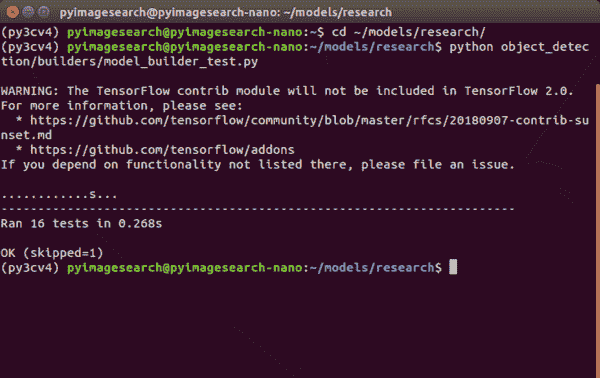 pyimagesearch@pyimagesearch-nano: ~/models/research
(py3cv4) pyimagesearch@pyimagesearch-nano:~$ cd ~/models/research/
(py3cv4) pyimagesearch@pyimagesearch-nano:~/models/research$ python object_detec
tion/builders/model_builder_test.py
WARNING: The TensorFlow contrib module will not be included in TensorFlow 2.0.
For more information, please see:
* https://github.com/tensorflow/community/blob/master/rfcs/20180907-contrib-su
nset.md
* https://github.com/tensorflow/addons
If you depend on functionality not listed there, please file an issue.
............s...
----------------------------------------------------------------------
Ran 16 tests in 0.268s
OK (skipped=1)
(py3cv4) pyimagesearch@pyimagesearch-nano:~/models/research$